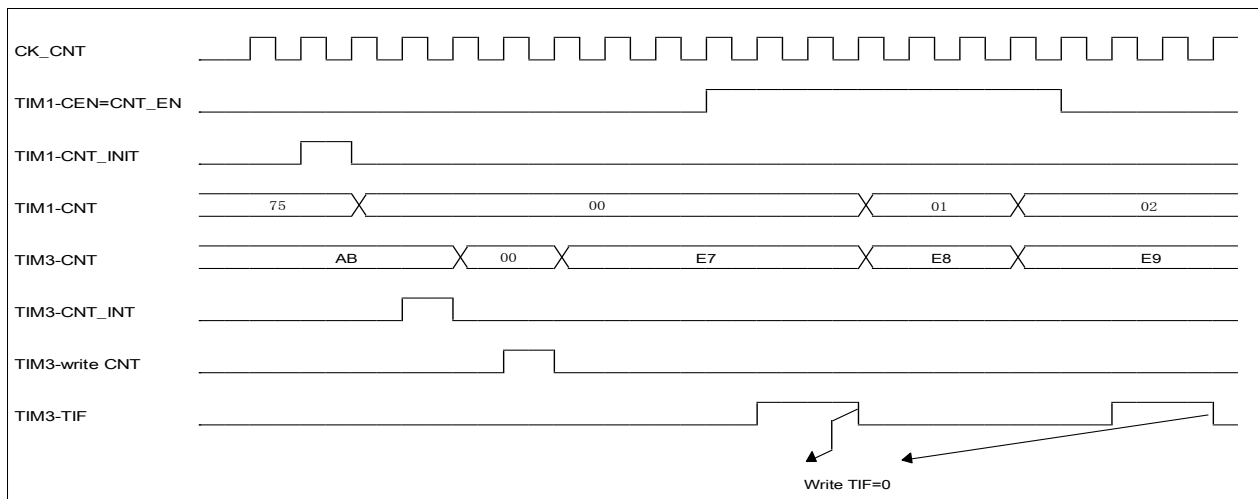 CK_CNT
TIM1-CEN=CNT_EN
TIM1-CNT_INIT
TIM1-CNT 75 00 01 02
TIM3-CNT AB 00 E7 E8 E9
TIM3-CNT_INT
TIM3-write CNT
TIM3-TIF
Write TIF=0